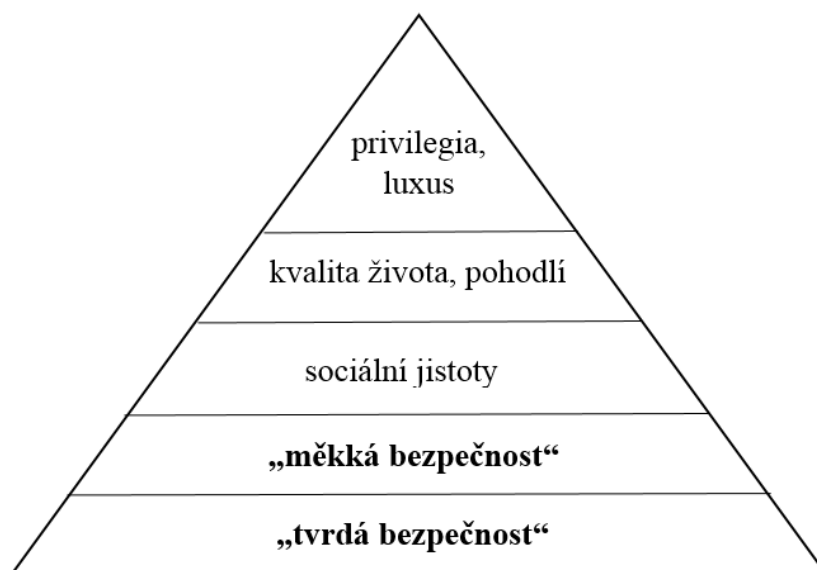 privilegia,
luxus
kvalita života, pohodlí
sociální jistoty
„měkká bezpečnost“
„tvrdá bezpečnost“